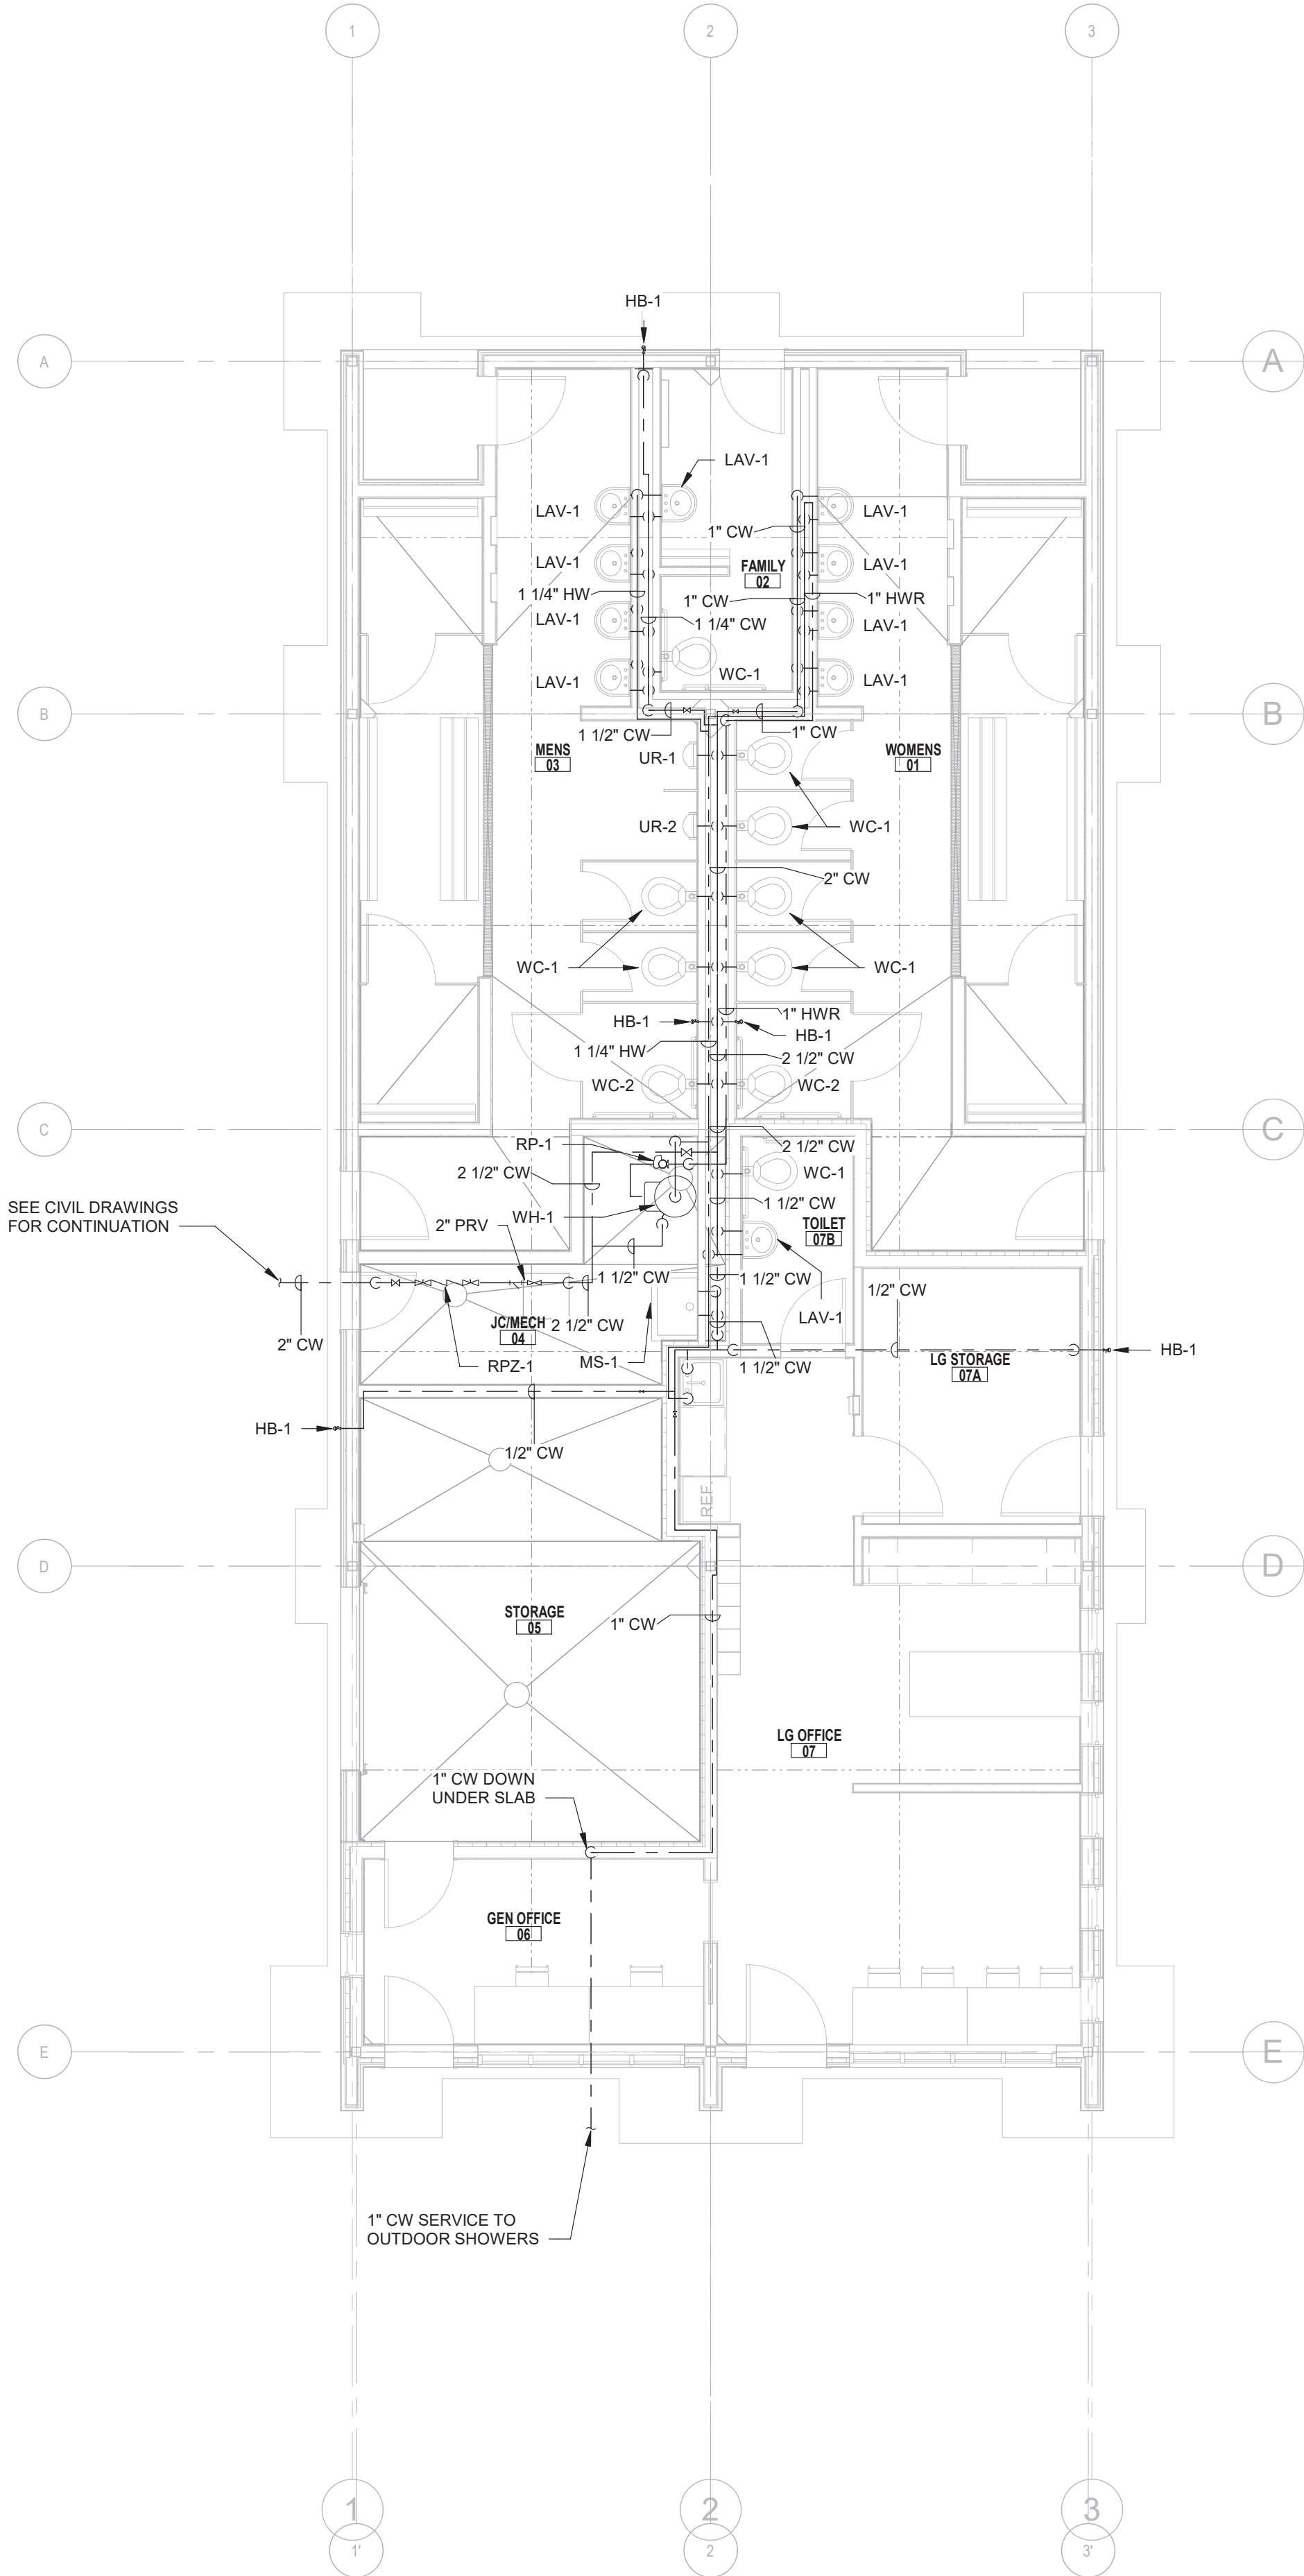 1
2
3
HB-1
A
A
LAV-1
LAV-1
LAV-1
1" CW
LAV-1
LAV-1
FAMILY
02
1 1/4" HW
1" CW
1" HWR
LAV-1
1 1/4" CW
LAV-1
LAV-1
WC-1
LAV-1
B
B
1 1/2" CW
1" CW
MENS
03
UR-1
WOMENS
01
UR-2
WC-1
2" CW
WC-1
WC-1
1" HWR
HB-1
HB-1
1 1/4" HW
2 1/2" CW
WC-2
WC-2
C
C
RP-1
2 1/2" CW
2 1/2" CW
WC-1
SEE CIVIL DRAWINGS
FOR CONTINUATION
WH-1
1 1/2" CW
2" PRV
TOILET
07B
1 1/2" CW
1 1/2" CW
1/2" CW
LAV-1
JC/MECH
04
2 1/2" CW
2" CW
RPZ-1
MS-1
1 1/2" CW
LG STORAGE
07A
HB-1
HB-1
1/2" CW
REF.
D
D
STORAGE
05
1" CW
LG OFFICE
07
1" CW DOWN
UNDER SLAB
GEN OFFICE
06
E
E
1" CW SERVICE TO
OUTDOOR SHOWERS
1
2
3
1'
2
3'